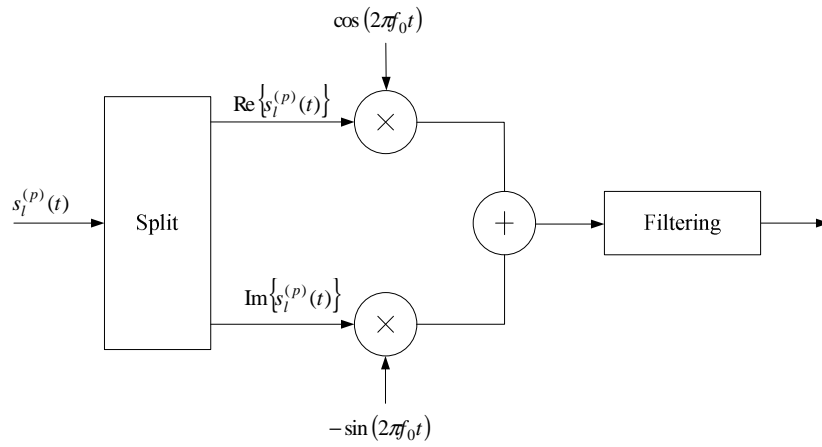 cos(2πf₀t)
Re{s_l^(p)(t)}
×
s_l^(p)(t)
Split
+
Filtering
Im{s_l^(p)(t)}
×
−sin(2πf₀t)